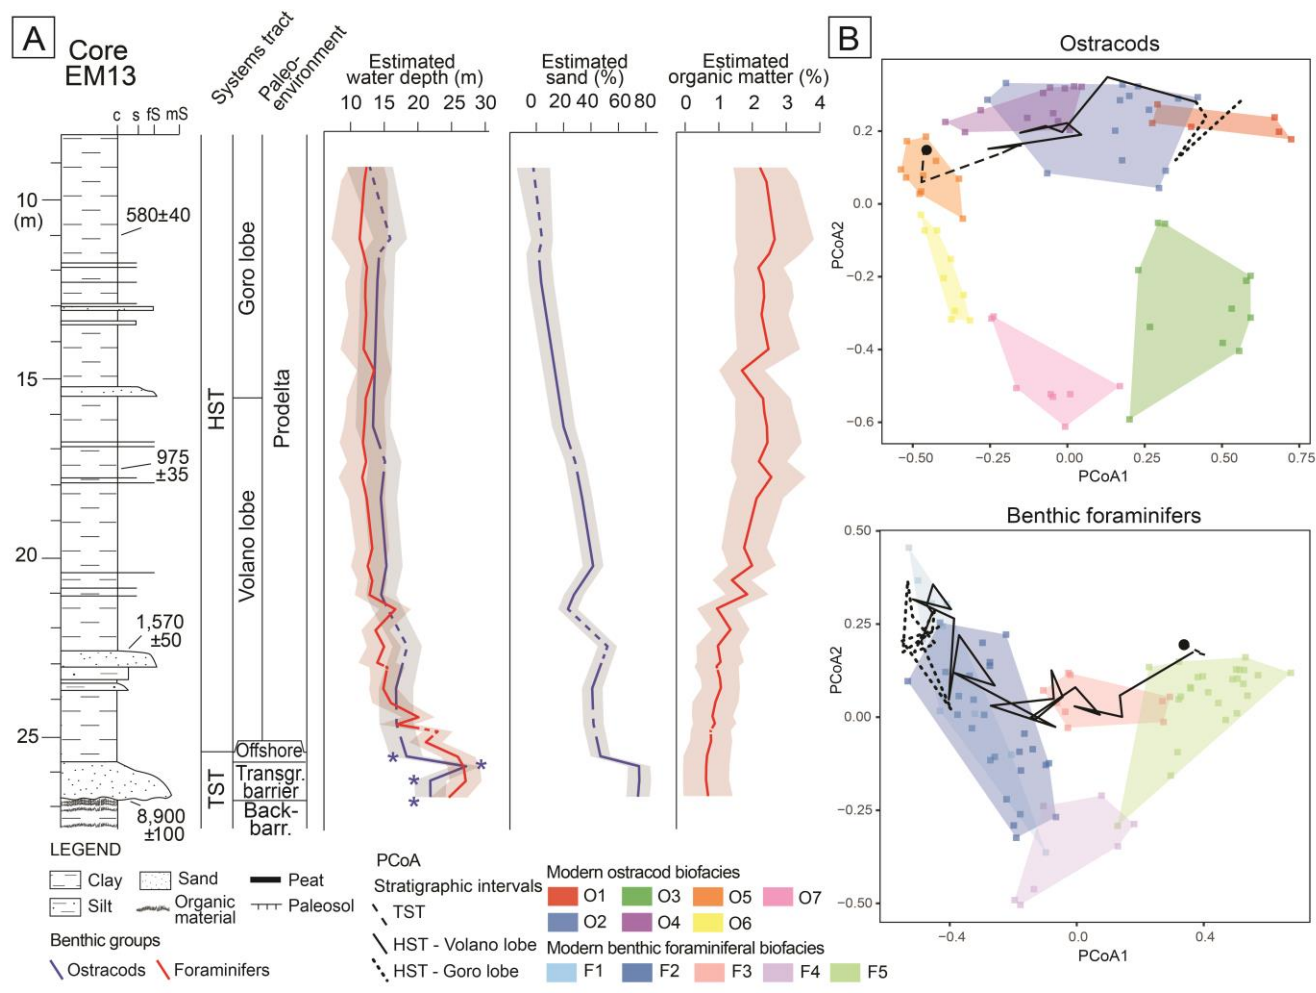 A
Core
EM13
Systems tract
Paleo-
environment
Estimated
water depth (m)
10 15 20 25 30
Estimated
sand (%)
0 20 40 60 80
Estimated
organic matter (%)
0 1 2 3 4
c s fS mS
10
(m)
15
20
25
580±40
975
±35
1,570
±50
8,900
±100
HST
TST
Goro lobe
Volano lobe
Prodelta
Offshore
Transgr.
barrier
Back-
barr.
*
*
*
*
LEGEND
Clay
Sand
Peat
Silt
Organic
material
Paleosol
Benthic groups
Ostracods
Foraminifers
PCoA
Stratigraphic intervals
TST
HST - Volano lobe
HST - Goro lobe
Modern ostracod biofacies
O1 O3 O5 O7
O2 O4 O6
Modern benthic foraminiferal biofacies
F1 F2 F3 F4 F5
B
Ostracods
PCoA2
0.2
0.0
−0.2
−0.4
−0.6
−0.50 −0.25 0.00 0.25 0.50 0.75
PCoA1
Benthic foraminifers
PCoA2
0.50
0.25
0.00
−0.25
−0.50
−0.4 0.0 0.4
PCoA1